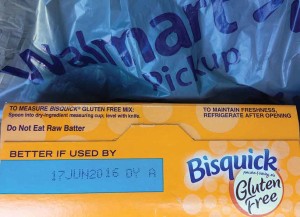 Walmart
Pickup
TO MEASURE BISQUICK® GLUTEN FREE MIX:
Spoon into dry-ingredient measuring cup; level with knife.
TO MAINTAIN FRESHNESS,
REFRIGERATE AFTER OPENING
Do Not Eat Raw Batter
BETTER IF USED BY
17JUN2016 OY A
Bisquick
Gluten
Free